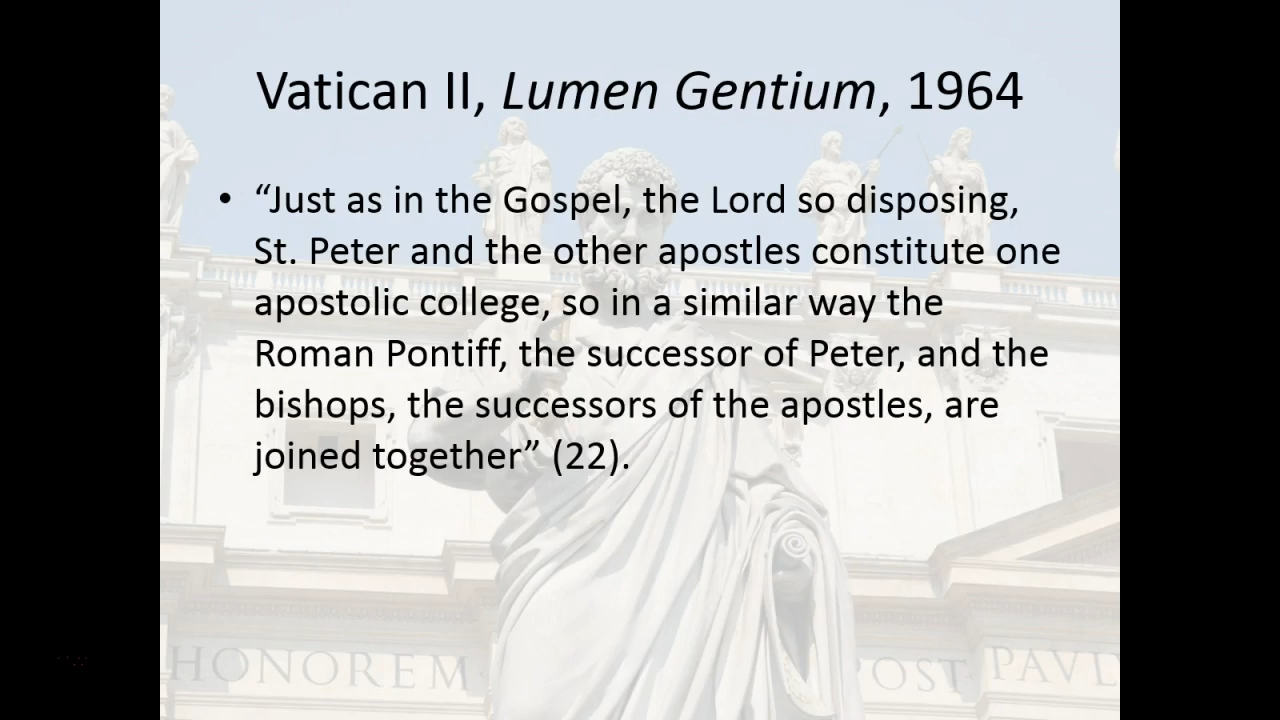 Vatican II, Lumen Gentium, 1964
• “Just as in the Gospel, the Lord so disposing,
St. Peter and the other apostles constitute one
apostolic college, so in a similar way the
Roman Pontiff, the successor of Peter, and the
bishops, the successors of the apostles, are
joined together” (22).
HONOREM POST PAVL